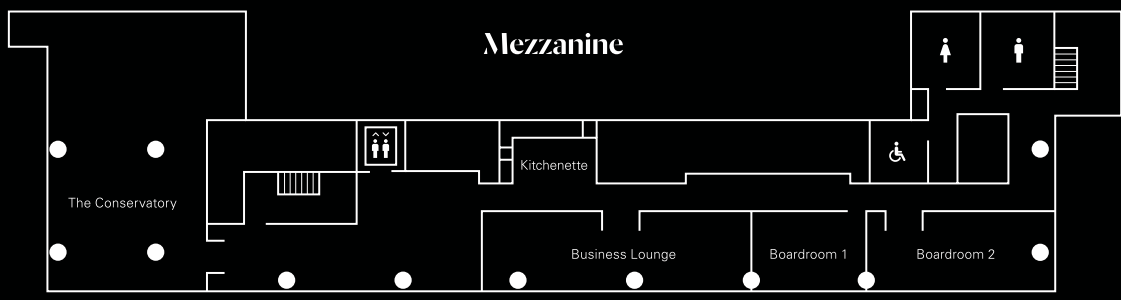 Mezzanine
Kitchenette
The Conservatory
Business Lounge
Boardroom 1
Boardroom 2